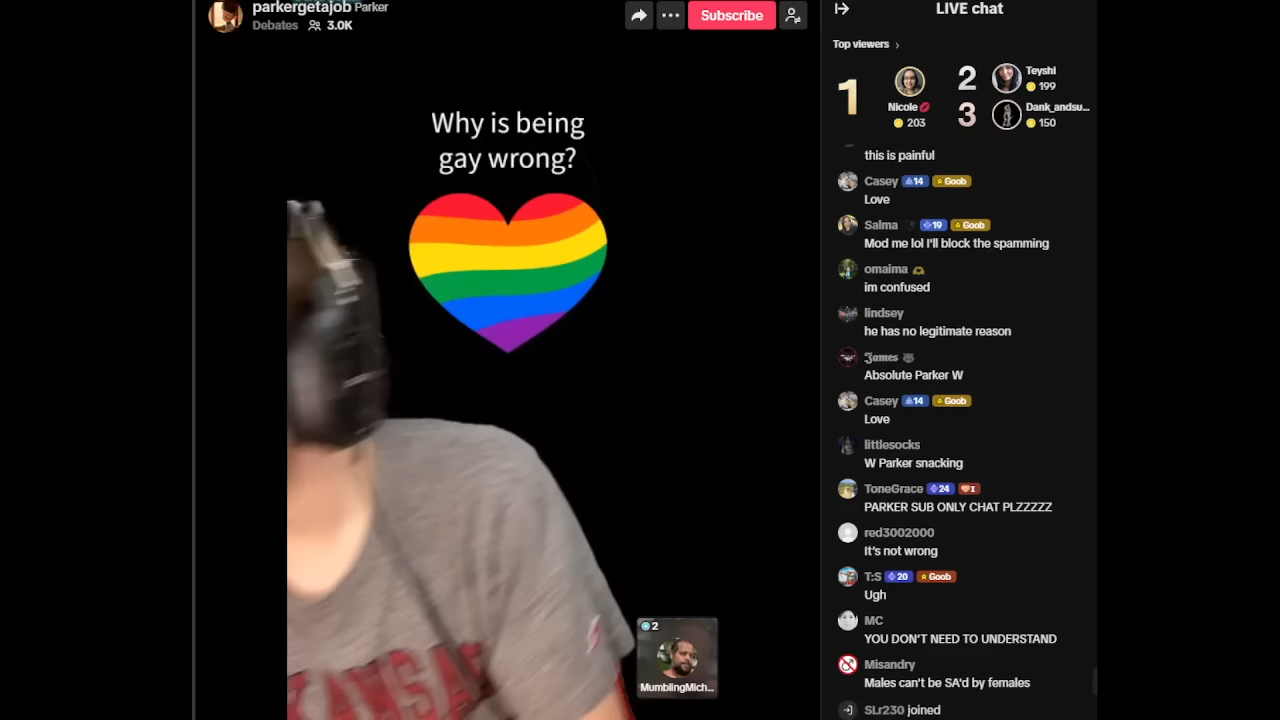 parkergetajob Parker
Debates 3.0K
Subscribe
Why is being
gay wrong?
KANSAS
2
MumblingMich...
LIVE chat
Top viewers
1
Nicole
203
2
Teyshi
199
3
Dank_andsu...
150
this is painful
Casey 14 Goob
Love
Salma 19 Goob
Mod me lol I'll block the spamming
omaima
im confused
lindsey
he has no legitimate reason
James
Absolute Parker W
Casey 14 Goob
Love
littlesocks
W Parker snacking
ToneGrace 24 I
PARKER SUB ONLY CHAT PLZZZZZ
red3002000
It's not wrong
T:S 20 Goob
Ugh
MC
YOU DON'T NEED TO UNDERSTAND
Misandry
Males can't be SA'd by females
SLr230 joined